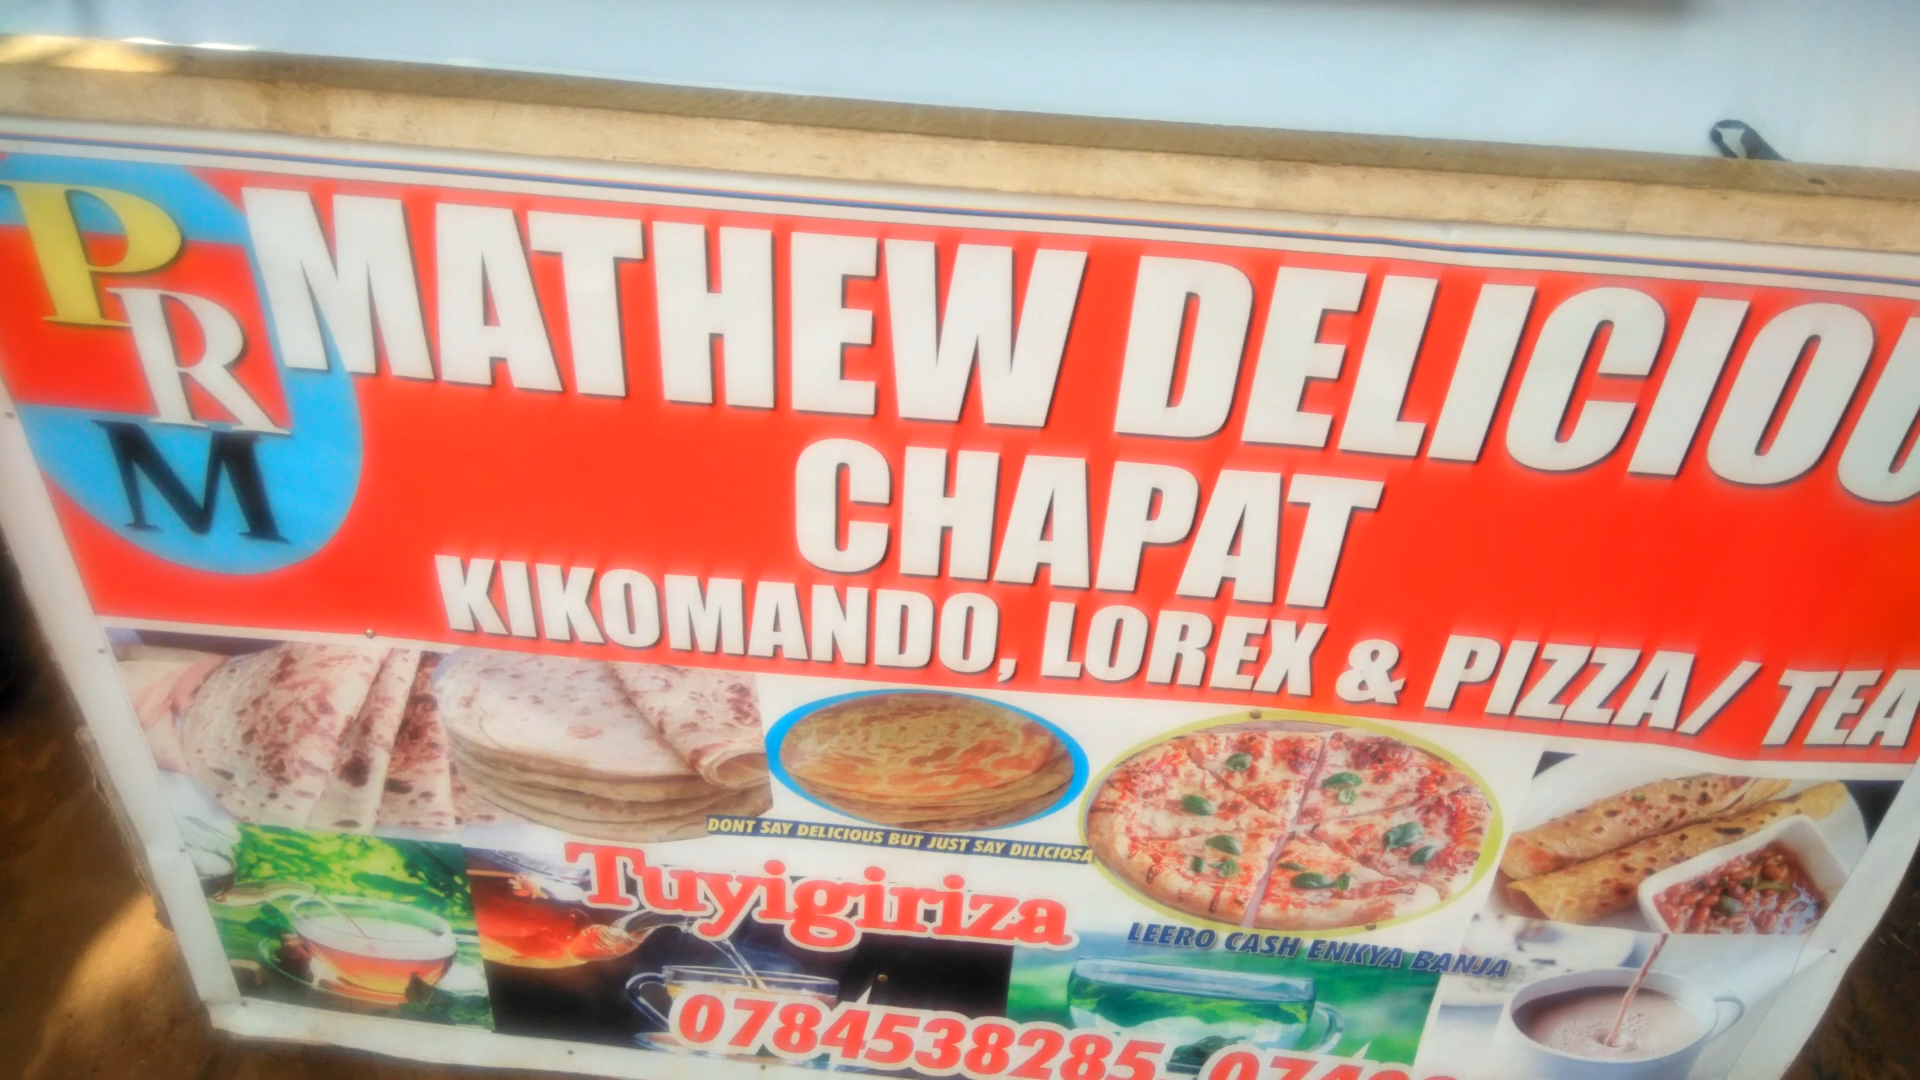 PRM
MATHEW DELICIOU
CHAPAT
KIKOMANDO, LOREX & PIZZA/ TEA
DONT SAY DELICIOUS BUT JUST SAY DILICIOSA
Tuyigiriza
LEERO CASH ENKYA BANJA
0784538285